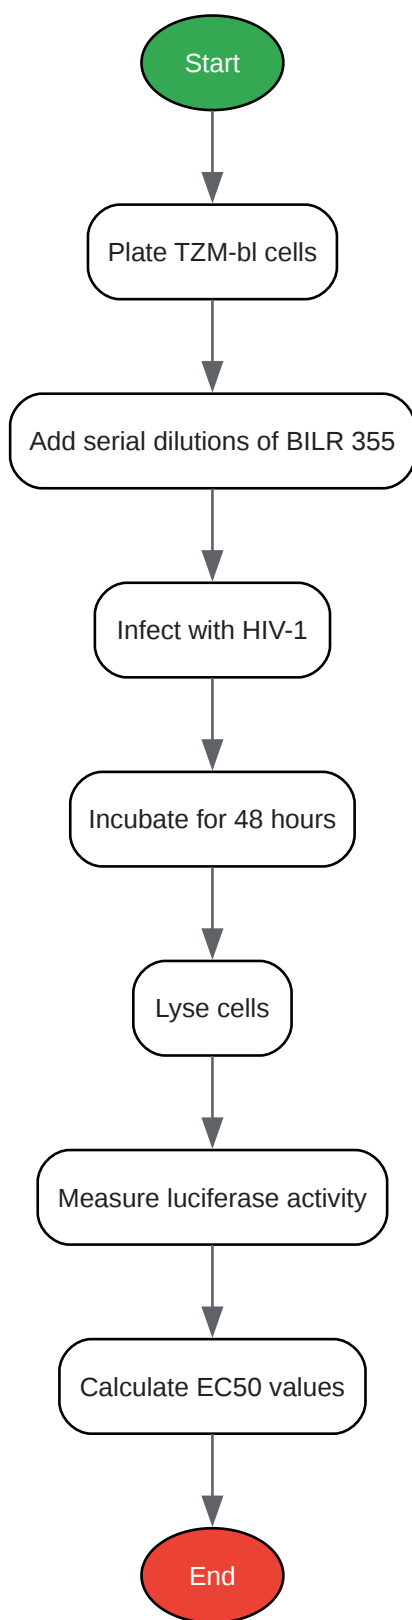 Start
Plate TZM-bl cells
Add serial dilutions of BILR 355
Infect with HIV-1
Incubate for 48 hours
Lyse cells
Measure luciferase activity
Calculate EC50 values
End